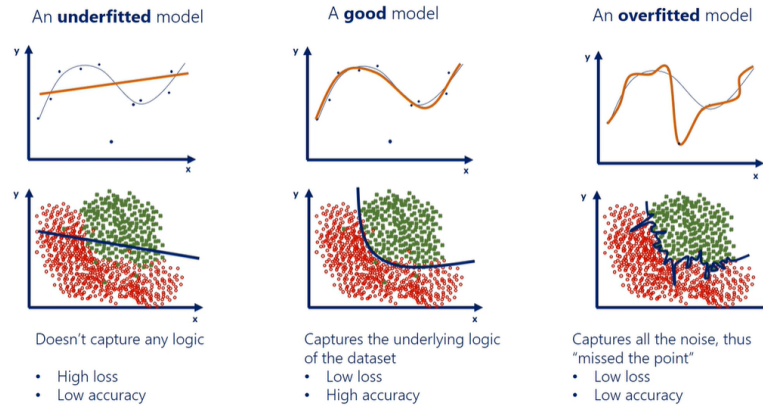 An underfitted model
A good model
An overfitted model
y
x
y
x
y
x
y
x
y
x
y
x
Doesn't capture any logic
• High loss
• Low accuracy
Captures the underlying logic
of the dataset
• Low loss
• High accuracy
Captures all the noise, thus
"missed the point"
• Low loss
• Low accuracy